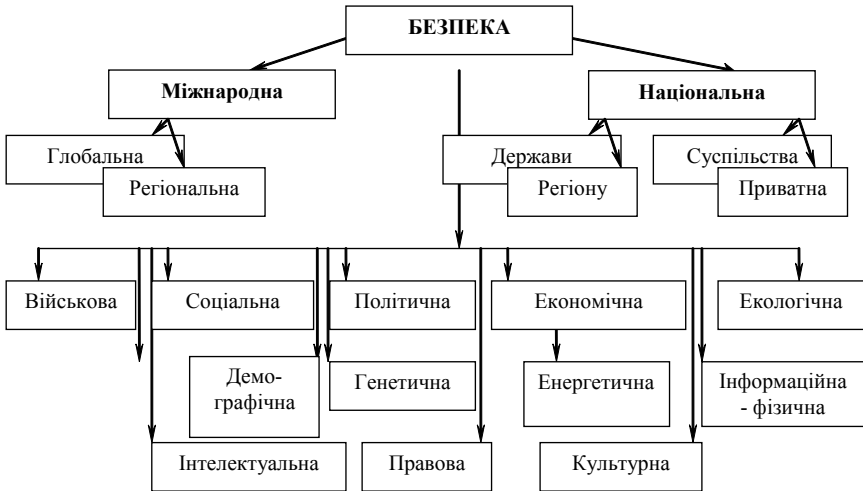 БЕЗПЕКА
Міжнародна
Національна
Глобальна
Держави
Суспільства
Регіональна
Регіону
Приватна
Військова
Соціальна
Політична
Економічна
Екологічна
Демо-
графічна
Генетична
Енергетична
Інформаційна
- фізична
Інтелектуальна
Правова
Культурна